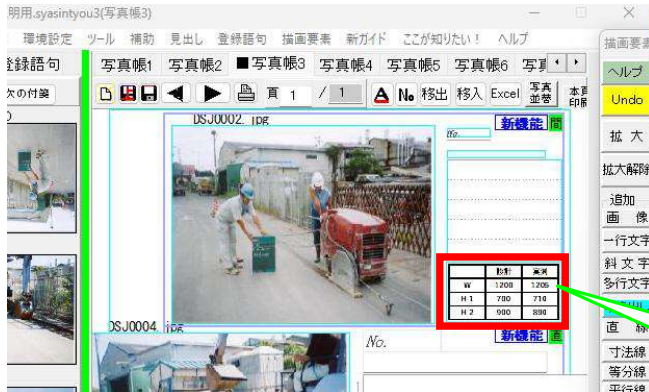 明用.syasintyou3(写真帳3)
環境設定 ツール 補助 見出し 登録語句 描画要素 新ガイド ここが知りたい! ヘルプ
登録語句
写真帳1 写真帳2 ■写真帳3 写真帳4 写真帳5 写真帳6
次の付箋
頁 1 / 1 A No 移出 移入 Excel 写真並替
DSJ0002. jpg
新機能 間
No.
設計 実測
W 1200 1205
H 1 700 710
H 2 900 890
DSJ0004. jpg
新機能 直
No.
描画要素
ヘルプ
Undo
拡 大
拡大解除
追加
画 像
一行文字
斜 文 字
多行文字
直 線
寸法線
等分線
平行線